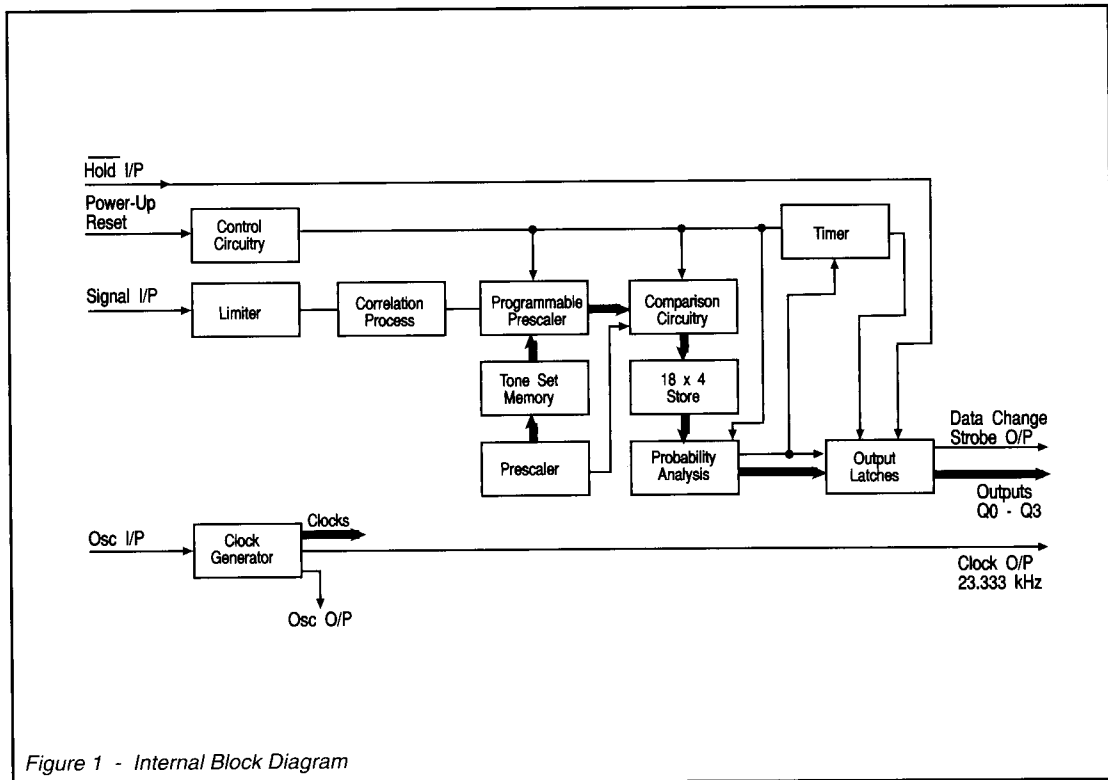 Hold I/P
Power-Up
Reset
Control
Circuitry
Timer
Signal I/P
Limiter
Correlation
Process
Programmable
Prescaler
Comparison
Circuitry
Tone Set
Memory
18 x 4
Store
Prescaler
Probability
Analysis
Output
Latches
Data Change
Strobe O/P
Outputs
Q0 - Q3
Osc I/P
Clock
Generator
Clocks
Osc O/P
Clock O/P
23.333 kHz
Figure 1 - Internal Block Diagram